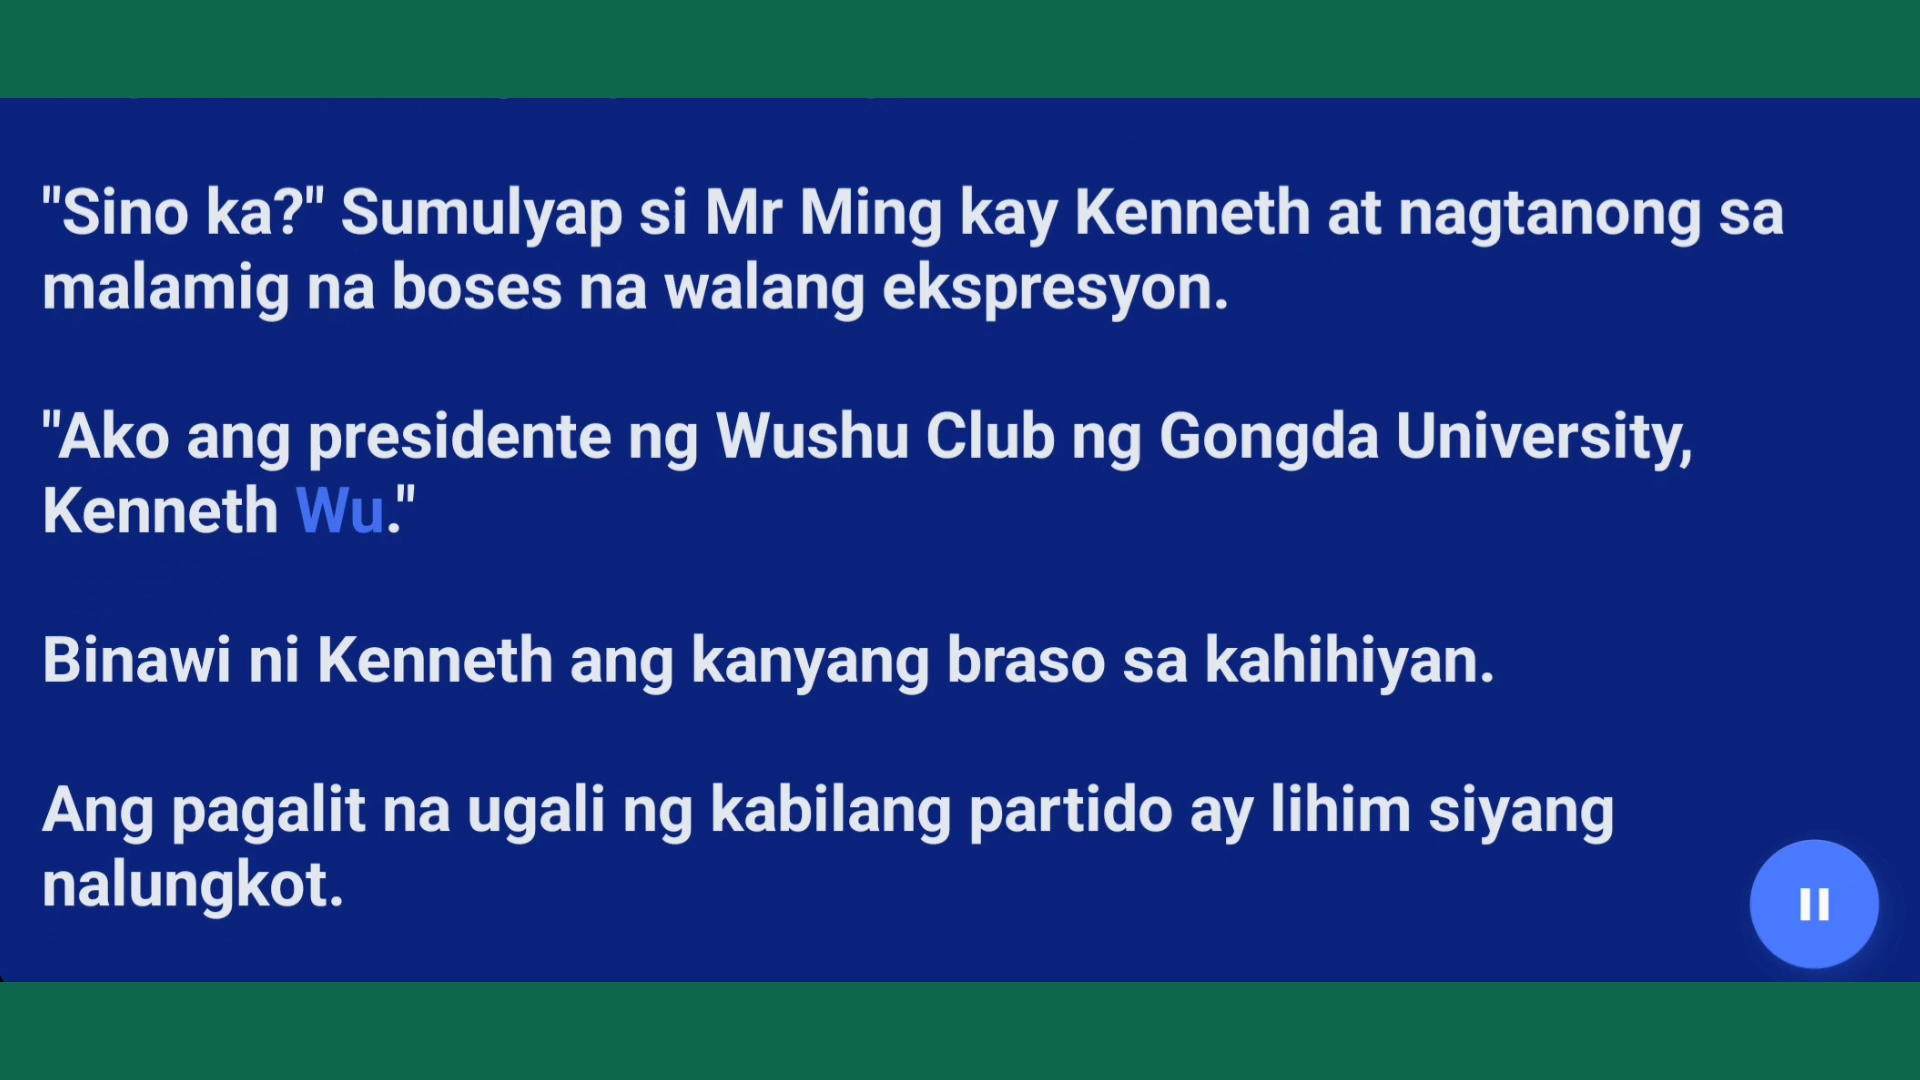 "Sino ka?" Sumulyap si Mr Ming kay Kenneth at nagtanong sa
malamig na boses na walang ekspresyon.
"Ako ang presidente ng Wushu Club ng Gongda University,
Kenneth Wu."
Binawi ni Kenneth ang kanyang braso sa kahihiyan.
Ang pagalit na ugali ng kabilang partido ay lihim siyang
nalungkot.